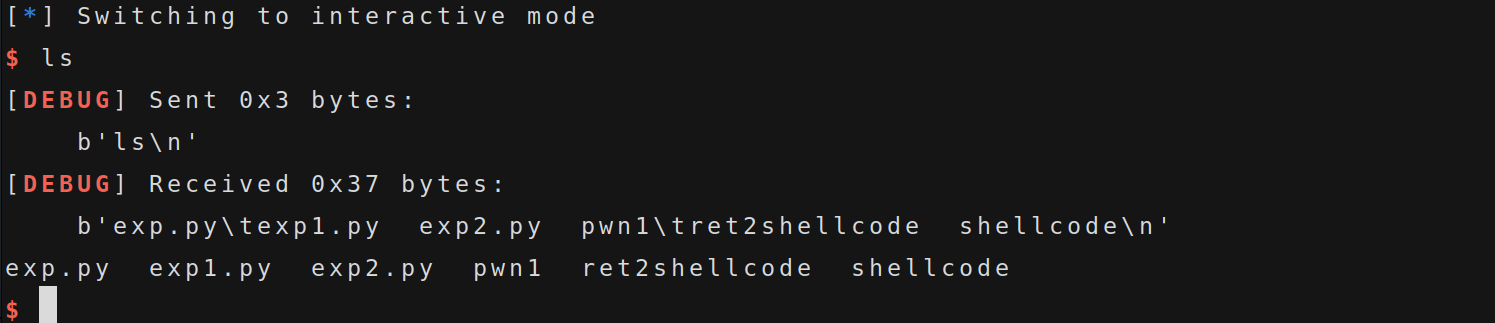 [*] Switching to interactive mode
$ ls
[DEBUG] Sent 0x3 bytes:
    b'ls\n'
[DEBUG] Received 0x37 bytes:
    b'exp.py\texp1.py  exp2.py  pwn1\tret2shellcode  shellcode\n'
exp.py  exp1.py  exp2.py  pwn1  ret2shellcode  shellcode
$